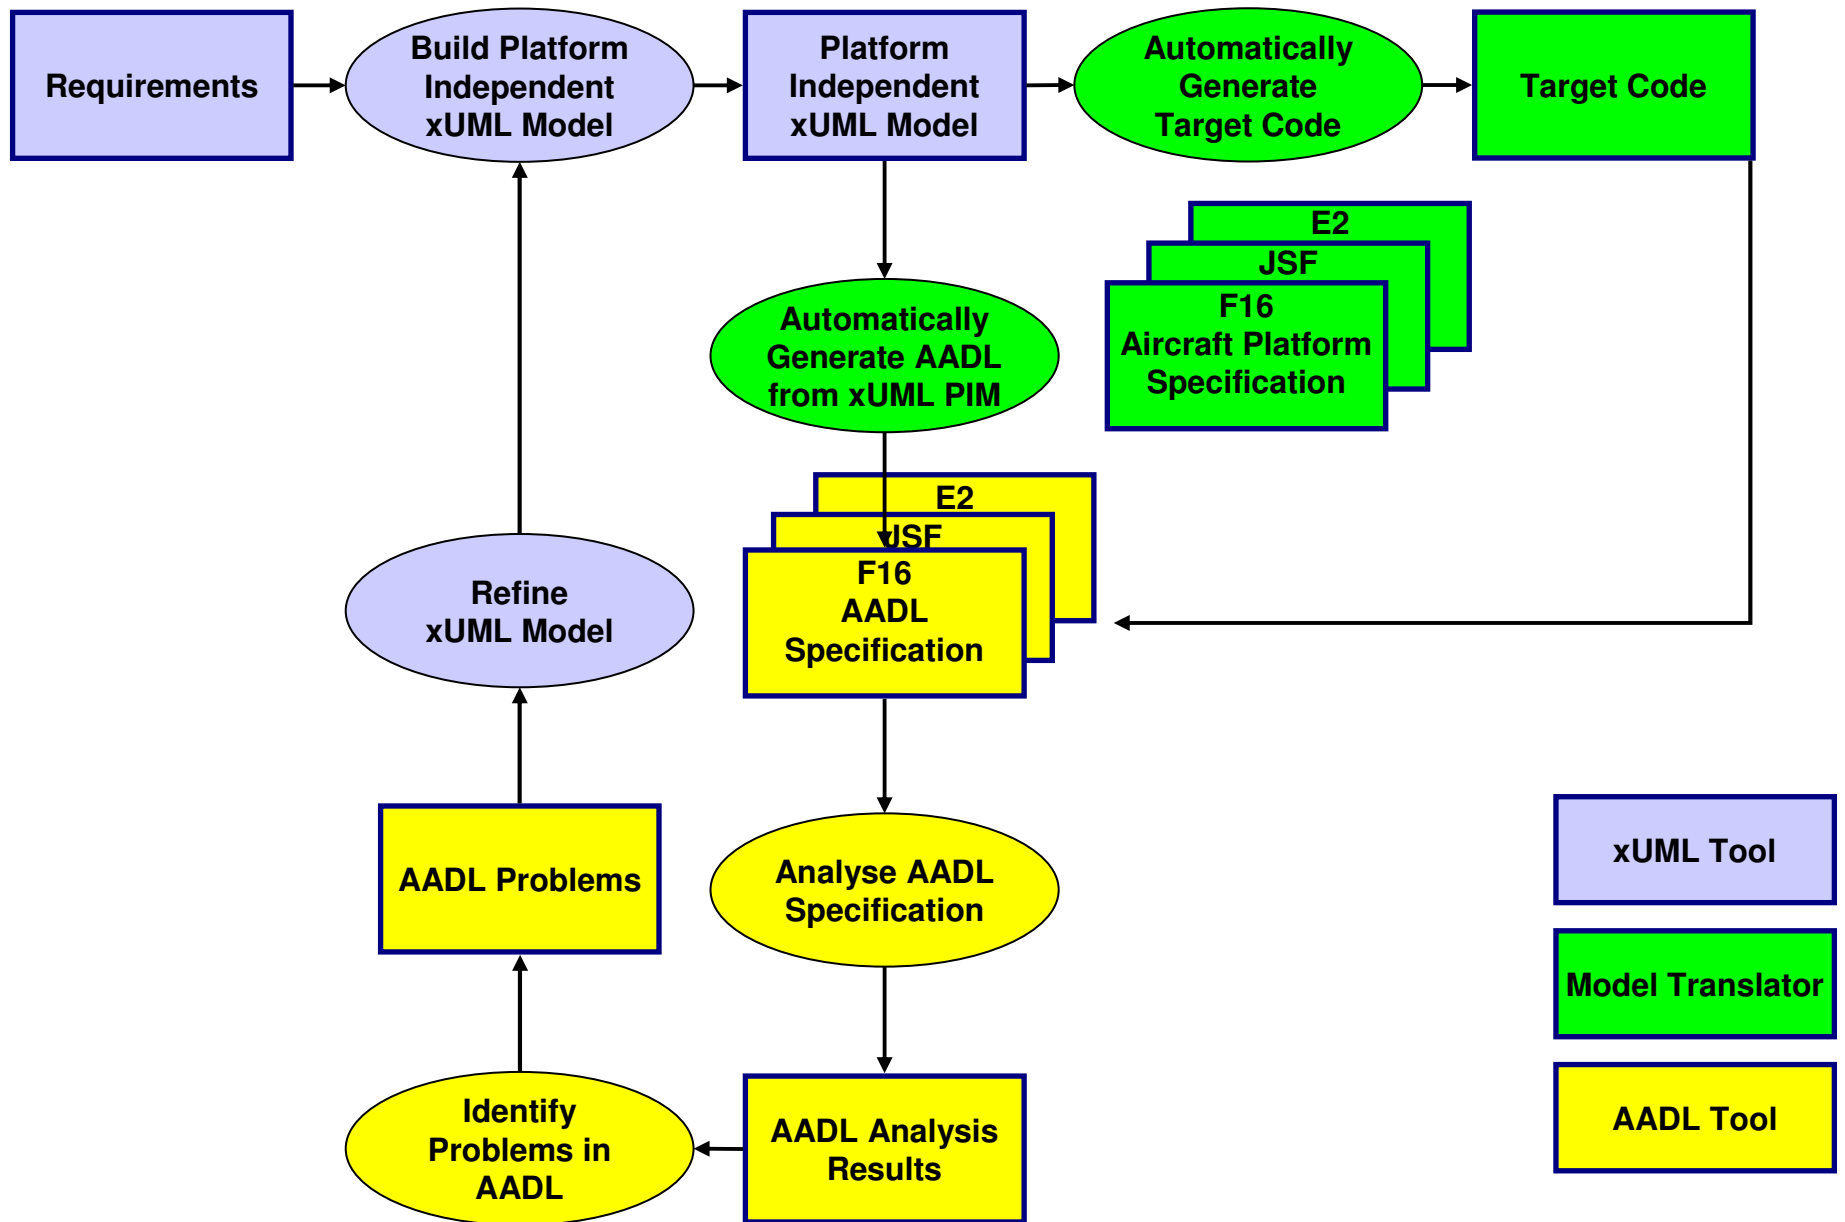 Requirements
Build Platform
Independent
xUML Model
Platform
Independent
xUML Model
Automatically
Generate
Target Code
Target Code
E2
JSF
F16
Aircraft Platform
Specification
Automatically
Generate AADL
from xUML PIM
E2
JSF
F16
AADL
Specification
Refine
xUML Model
AADL Problems
Analyse AADL
Specification
Identify
Problems in
AADL
AADL Analysis
Results
xUML Tool
Model Translator
AADL Tool